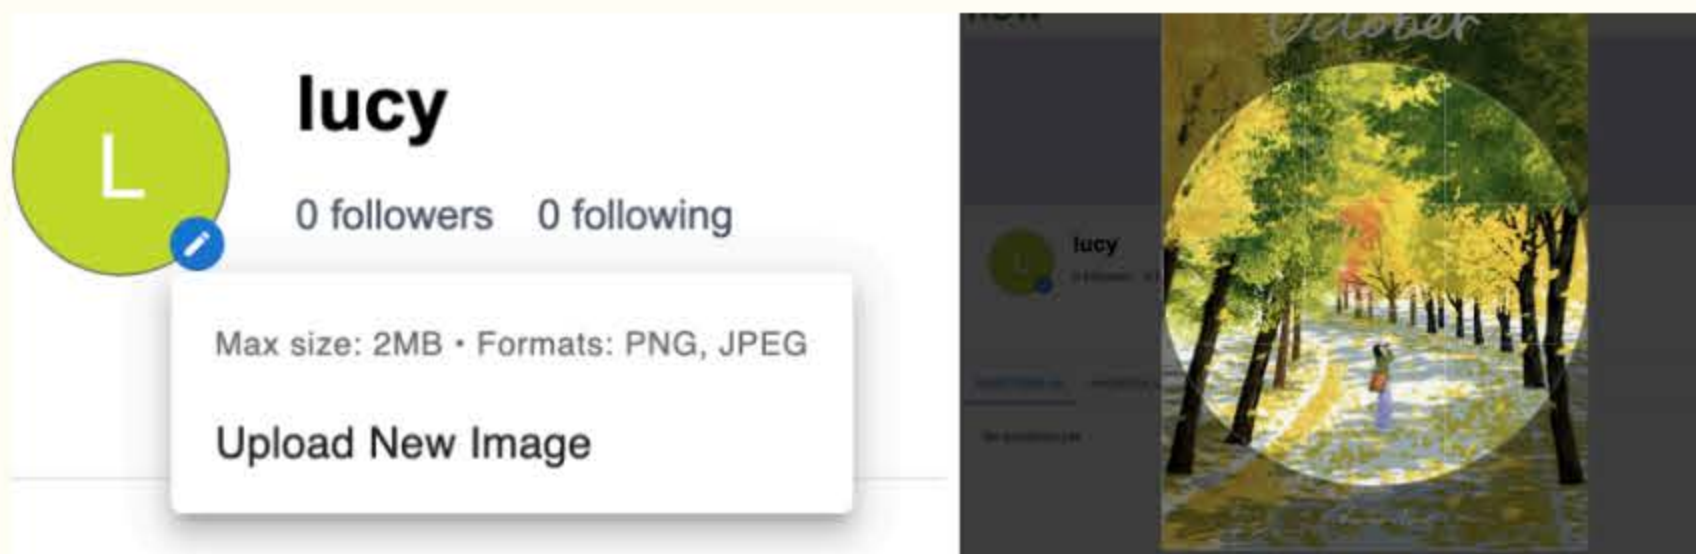 L
lucy
0 followers 0 following
Max size: 2MB • Formats: PNG, JPEG
Upload New Image
October
lucy